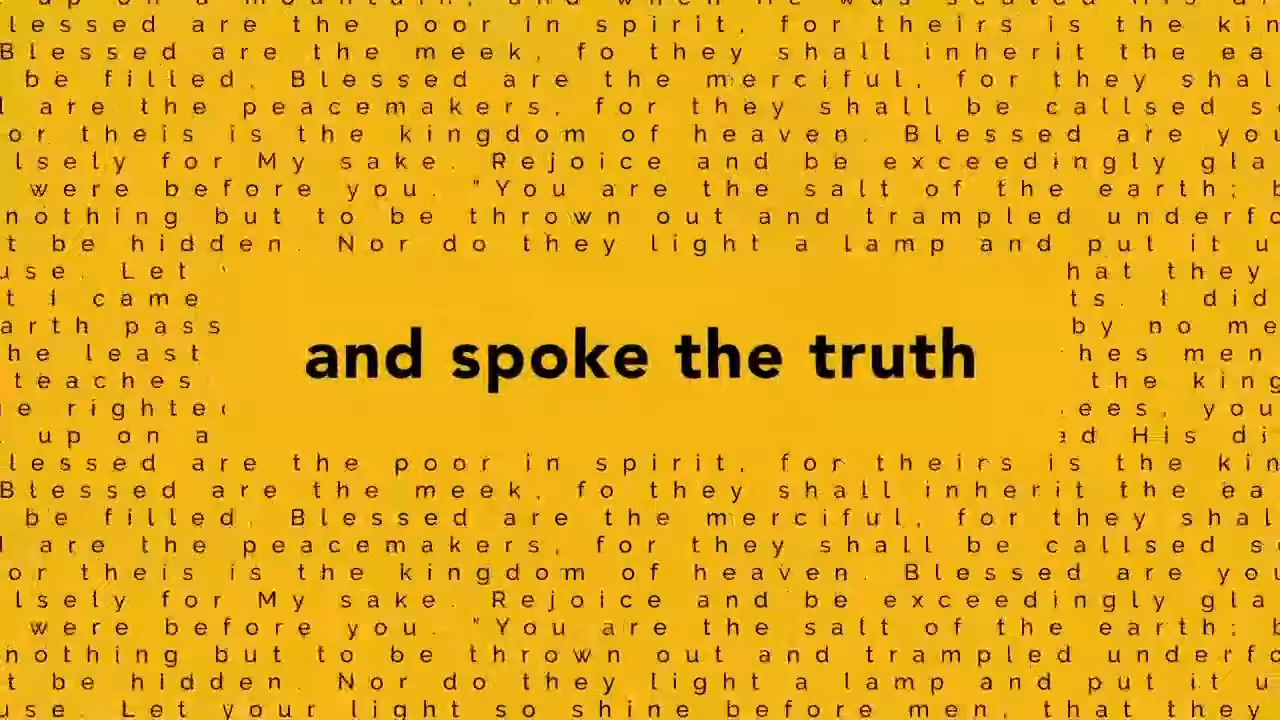 up on a mountain, and when He was seated His di
lessed are the poor in spirit, for theirs is the kin
Blessed are the meek, fo they shall inherit the ea
be filled. Blessed are the merciful, for they shal
l are the peacemakers, for they shall be callsed s
or theis is the kingdom of heaven. Blessed are you
lsely for My sake. Rejoice and be exceedingly gla
were before you. "You are the salt of the earth; b
nothing but to be thrown out and trampled underfo
t be hidden. Nor do they light a lamp and put it u
use. Let hat they
t I came ts. I did
arth pass by no me
he least hes men
and spoke the truth
teaches the king
e righte ees, you
up on a d His di
lessed are the poor in spirit, for theirs is the kin
Blessed are the meek, fo they shall inherit the ea
be filled. Blessed are the merciful, for they shal
l are the peacemakers, for they shall be callsed s
or theis is the kingdom of heaven. Blessed are you
lsely for My sake. Rejoice and be exceedingly gla
were before you. "You are the salt of the earth; b
nothing but to be thrown out and trampled underfo
t be hidden. Nor do they light a lamp and put it u
use. Let your light so shine before men, that they